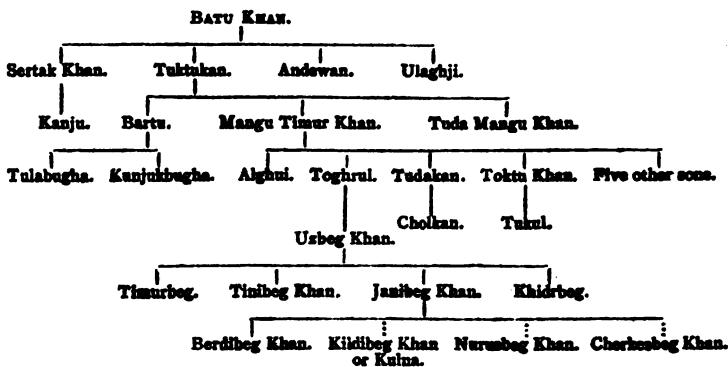 BATU KHAN.
Sertak Khan. Tuktukan. Andewan. Ulaghji.
Kanju. Bartu. Mangu Timur Khan. Tuda Mangu Khan.
Tulabugha. Kunjukbugha. Alghui. Toghrul. Tudakan. Toktu Khan. Five other sons.
Cholkan. Tukul.
Uzbeg Khan.
Timurbeg. Tinibeg Khan. Janibeg Khan. Khidrbeg.
Berdibeg Khan. Kildibeg Khan Nurusbeg Khan. Cherkesbeg Khan.
or Kulna.